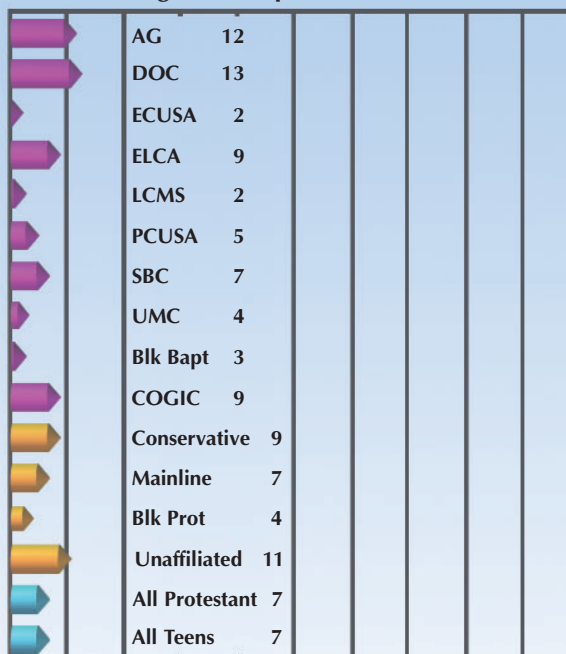 AG 12
DOC 13
ECUSA 2
ELCA 9
LCMS 2
PCUSA 5
SBC 7
UMC 4
Blk Bapt 3
COGIC 9
Conservative 9
Mainline 7
Blk Prot 4
Unaffiliated 11
All Protestant 7
All Teens 7